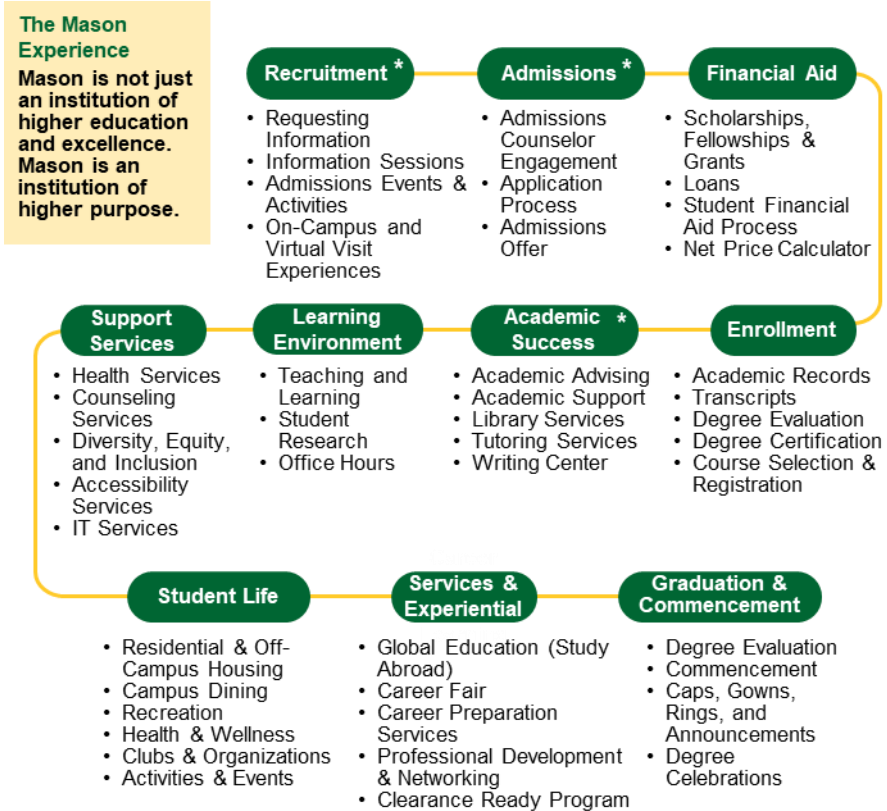 The Mason
Experience
Mason is not just
an institution of
higher education
and excellence.
Mason is an
institution of
higher purpose.
Recruitment *
• Requesting
Information
• Information Sessions
• Admissions Events &
Activities
• On-Campus and
Virtual Visit
Experiences
Admissions *
• Admissions
Counselor
Engagement
• Application
Process
• Admissions
Offer
Financial Aid
• Scholarships,
Fellowships &
Grants
• Loans
• Student Financial
Aid Process
• Net Price Calculator
Enrollment
• Academic Records
• Transcripts
• Degree Evaluation
• Degree Certification
• Course Selection &
Registration
Academic *
Success
• Academic Advising
• Academic Support
• Library Services
• Tutoring Services
• Writing Center
Learning
Environment
• Teaching and
Learning
• Student
Research
• Office Hours
Support
Services
• Health Services
• Counseling
Services
• Diversity, Equity,
and Inclusion
• Accessibility
Services
• IT Services
Student Life
• Residential & Off-
Campus Housing
• Campus Dining
• Recreation
• Health & Wellness
• Clubs & Organizations
• Activities & Events
Services &
Experiential
• Global Education (Study
Abroad)
• Career Fair
• Career Preparation
Services
• Professional Development
& Networking
• Clearance Ready Program
Graduation &
Commencement
• Degree Evaluation
• Commencement
• Caps, Gowns,
Rings, and
Announcements
• Degree
Celebrations